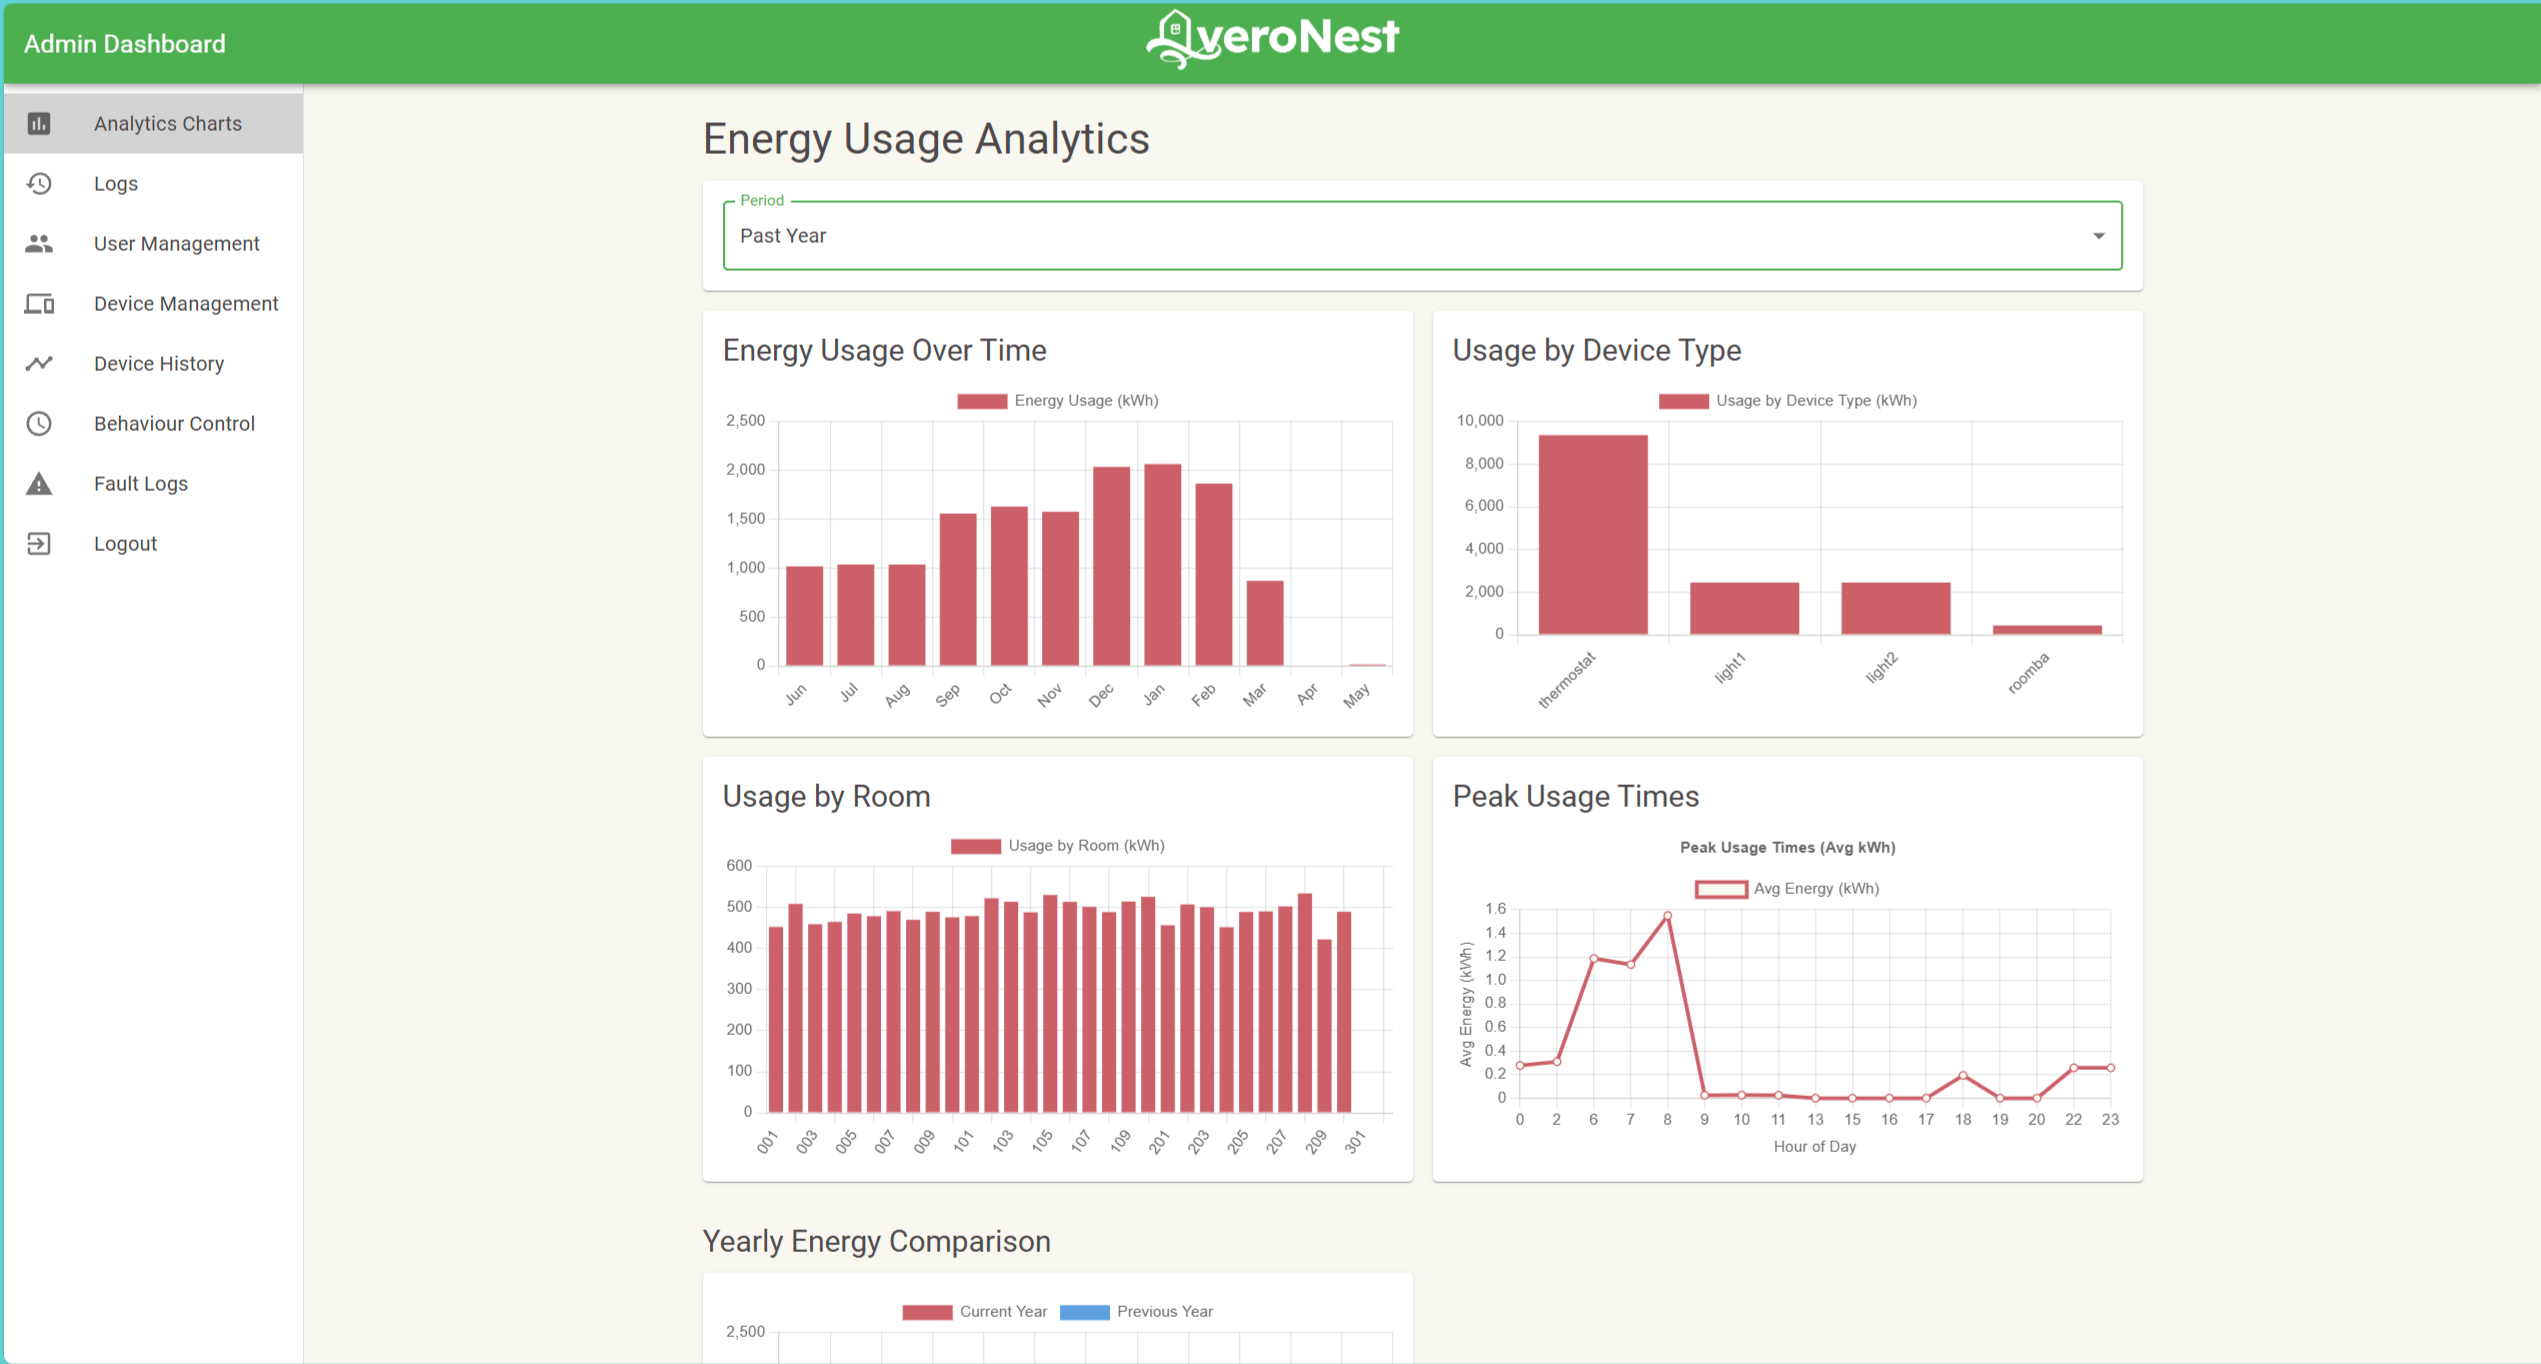 Admin Dashboard
veroNest
Analytics Charts
Logs
User Management
Device Management
Device History
Behaviour Control
Fault Logs
Logout
Energy Usage Analytics
Period
Past Year
Energy Usage Over Time
Energy Usage (kWh)
2,500
2,000
1,500
1,000
500
0
Jun Jul Aug Sep Oct Nov Dec Jan Feb Mar Apr May
Usage by Device Type
Usage by Device Type (kWh)
10,000
8,000
6,000
4,000
2,000
0
thermostat light1 light2 roomba
Usage by Room
Usage by Room (kWh)
600
500
400
300
200
100
0
001 003 005 007 009 101 103 105 107 109 201 203 205 207 209 301
Peak Usage Times
Peak Usage Times (Avg kWh)
Avg Energy (kWh)
Avg Energy (kWh)
1.6
1.4
1.2
1.0
0.8
0.6
0.4
0.2
0
0 2 6 7 8 9 10 11 13 15 16 17 18 19 20 22 23
Hour of Day
Yearly Energy Comparison
Current Year Previous Year
2,500